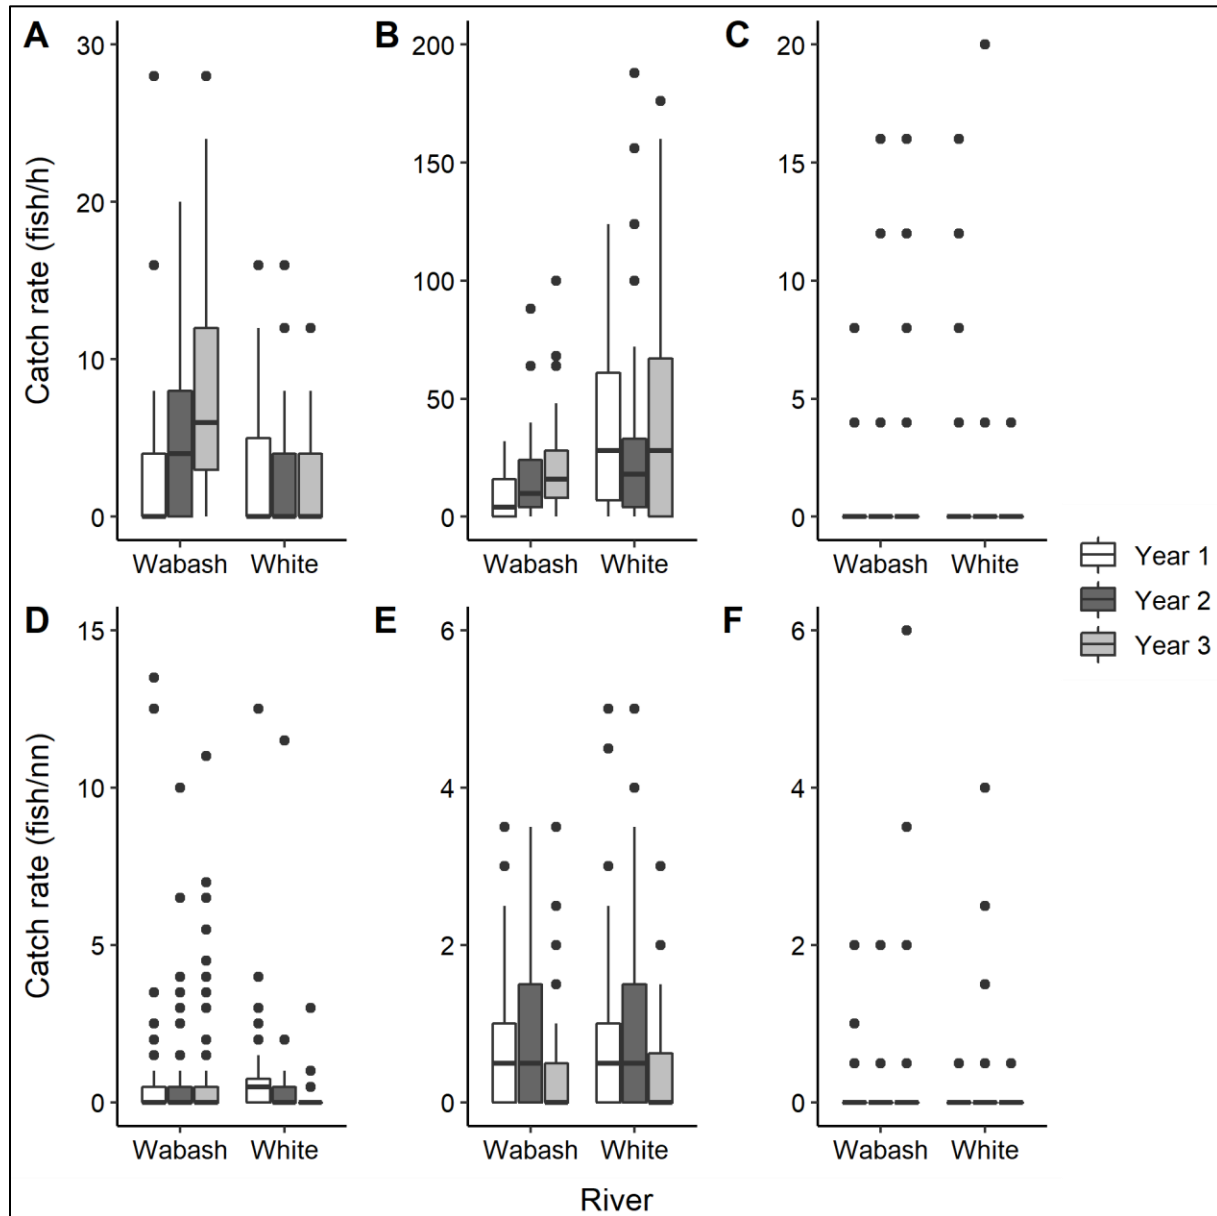 A
B
C
Catch rate (fish/h)
30
20
10
0
Wabash White
200
150
100
50
0
Wabash White
20
15
10
5
0
Wabash White
Year 1
Year 2
Year 3
D
E
F
Catch rate (fish/nn)
15
10
5
0
Wabash White
6
4
2
0
Wabash White
6
4
2
0
Wabash White
River